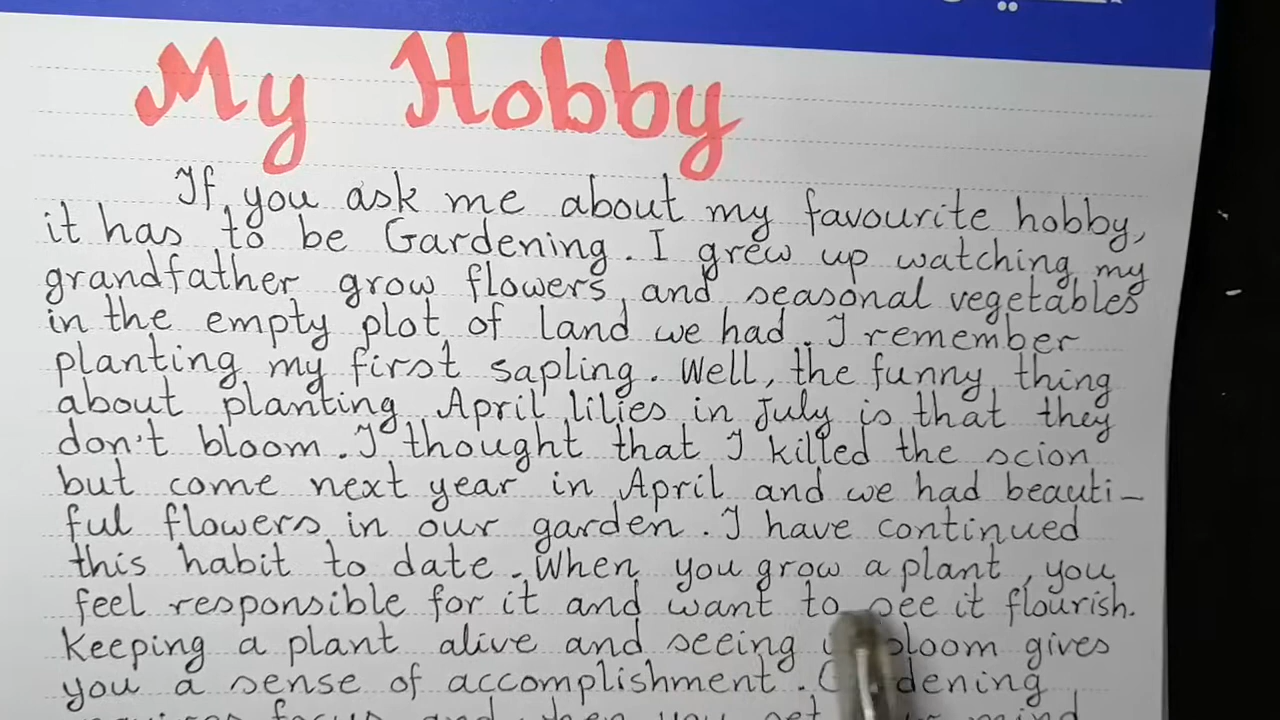 My Hobby
If you ask me about my favourite hobby,
it has to be Gardening. I grew up watching my
grandfather grow flowers and seasonal vegetables
in the empty plot of land we had. I remember
planting my first sapling. Well, the funny thing
about planting April lilies in July is that they
don't bloom. I thought that I killed the scion
but come next year in April and we had beauti-
ful flowers in our garden. I have continued
this habit to date. When you grow a plant, you
feel responsible for it and want to see it flourish.
Keeping a plant alive and seeing bloom gives
you a sense of accomplishment.